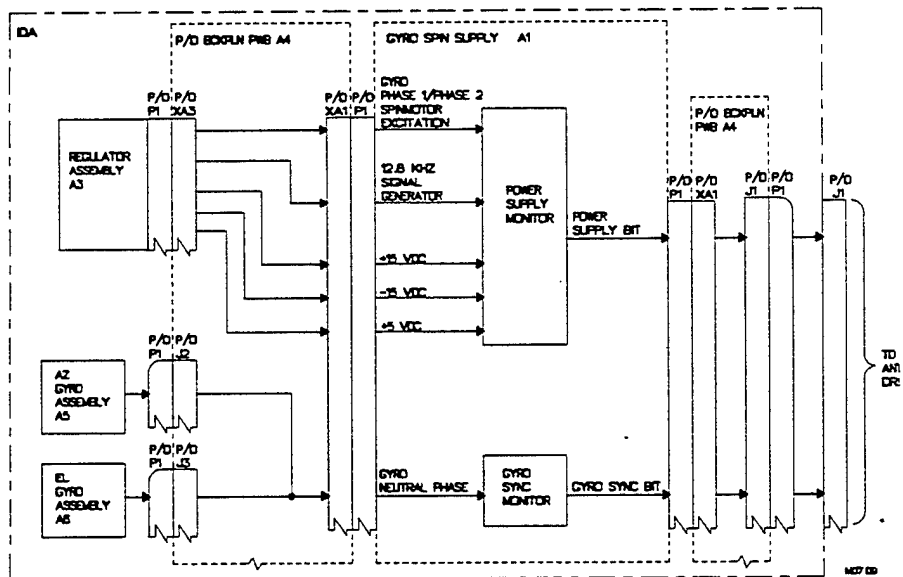 IDA
P/O BCKPLN PWB A4
GYRO SPIN SUPPLY A1
P/O P/O
P1 XA3
P/O P/O
XA1 P1
GYRO
PHASE 1/PHASE 2
SPINMOTOR
EXCITATION
P/O BCKPLN
PWB A4
REGULATOR
ASSEMBLY
A3
12.8 KHZ
SIGNAL
GENERATOR
POWER
SUPPLY
MONITOR
P/O P/O
P1 XA1
P/O P/O
J1 P1
P/O
J1
POWER
SUPPLY BIT
+15 VDC
-15 VDC
+5 VDC
P/O P/O
P1 J2
AZ
GYRO
ASSEMBLY
A5
TO
P/O P/O
P1 J3
EL
GYRO
ASSEMBLY
A6
GYRO
NEUTRAL PHASE
GYRO
SYNC
MONITOR
GYRO SYNC BIT